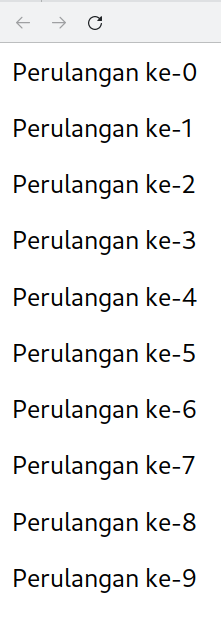 Perulangan ke-0
Perulangan ke-1
Perulangan ke-2
Perulangan ke-3
Perulangan ke-4
Perulangan ke-5
Perulangan ke-6
Perulangan ke-7
Perulangan ke-8
Perulangan ke-9